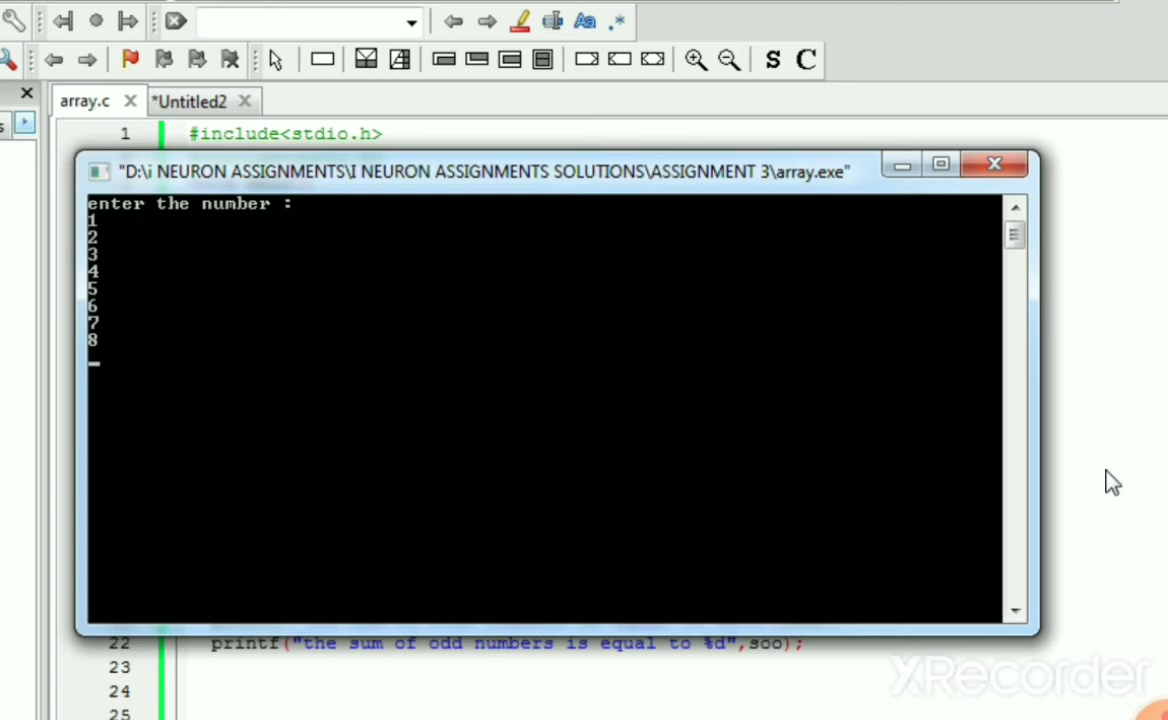 S C
array.c *Untitled2
1 #include<stdio.h>
"D:\i NEURON ASSIGNMENTS\I NEURON ASSIGNMENTS SOLUTIONS\ASSIGNMENT 3\array.exe"
enter the number :
1
2
3
4
5
6
7
8
22 printf("the sum of odd numbers is equal to %d",soo);
23
24
25
XRecorder